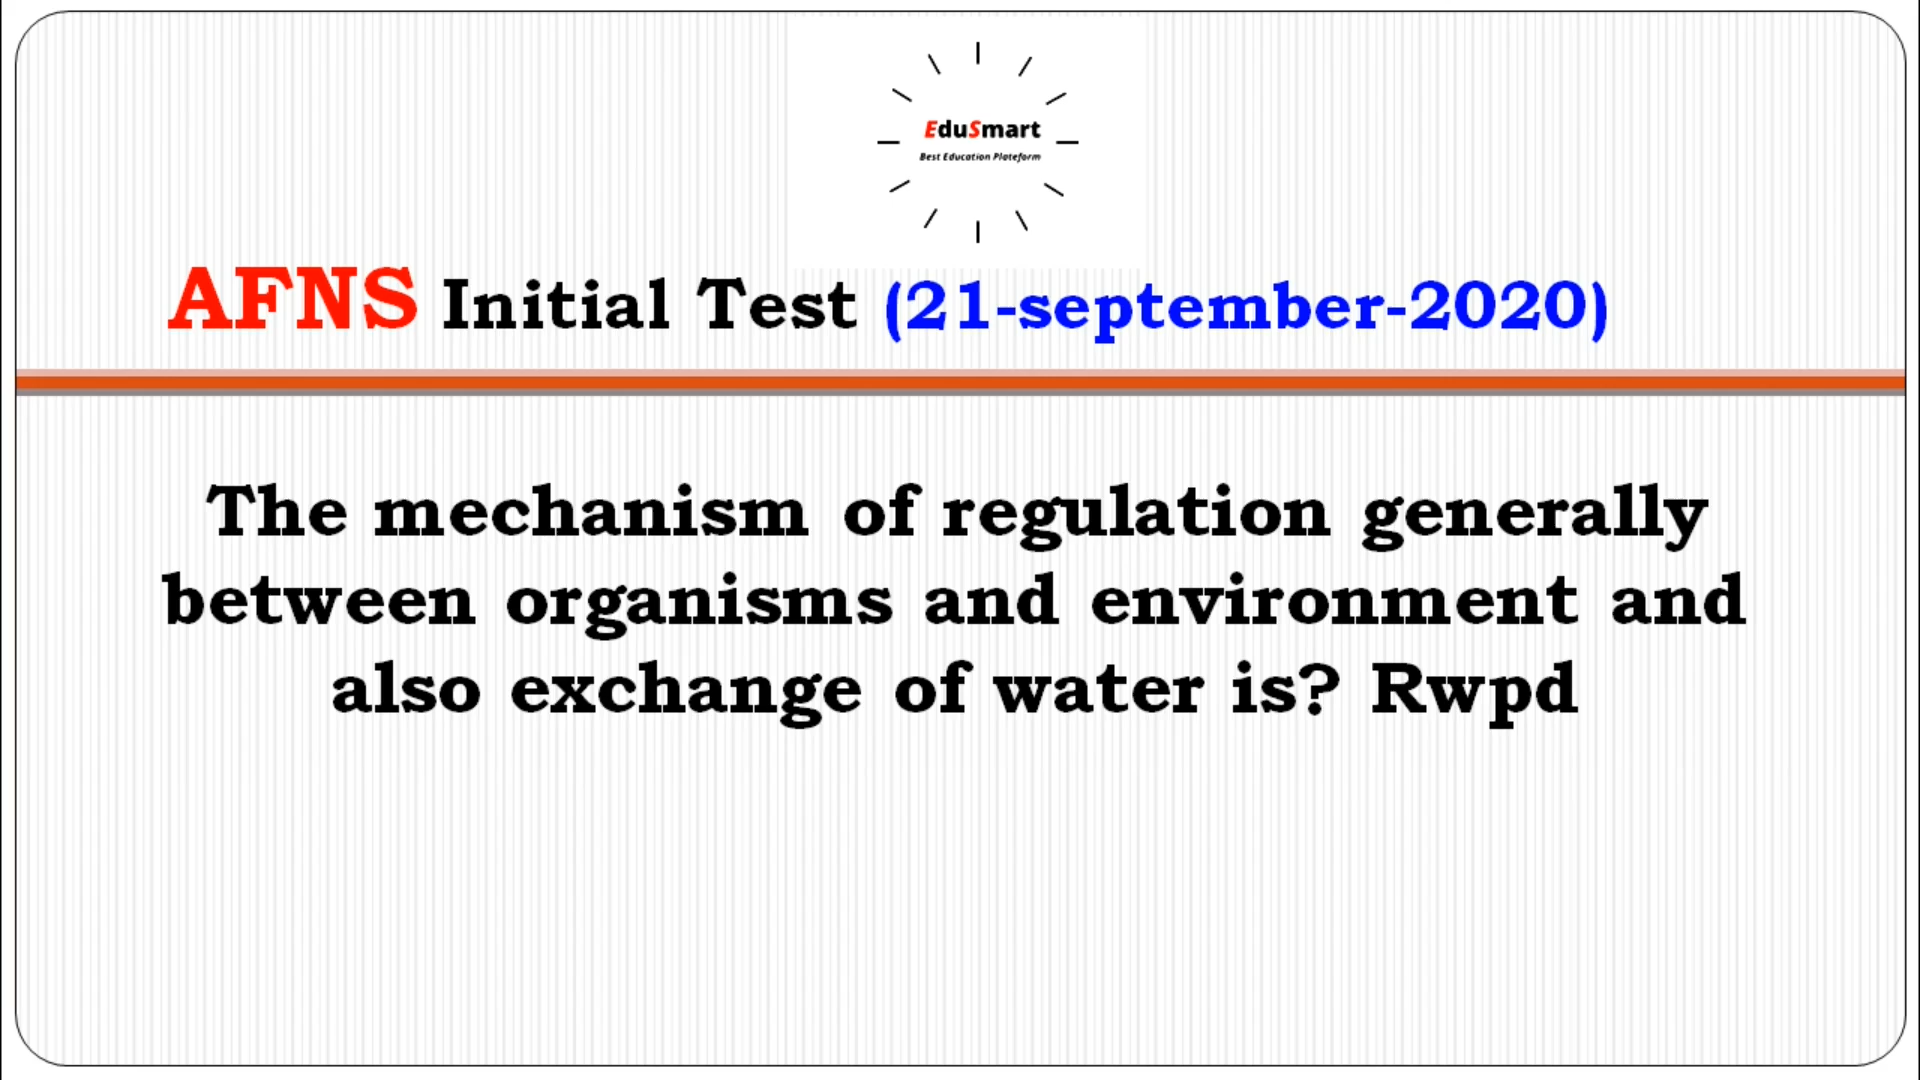 EduSmart
Best Education Plateform
AFNS Initial Test (21-september-2020)
The mechanism of regulation generally
between organisms and environment and
also exchange of water is? Rwpd